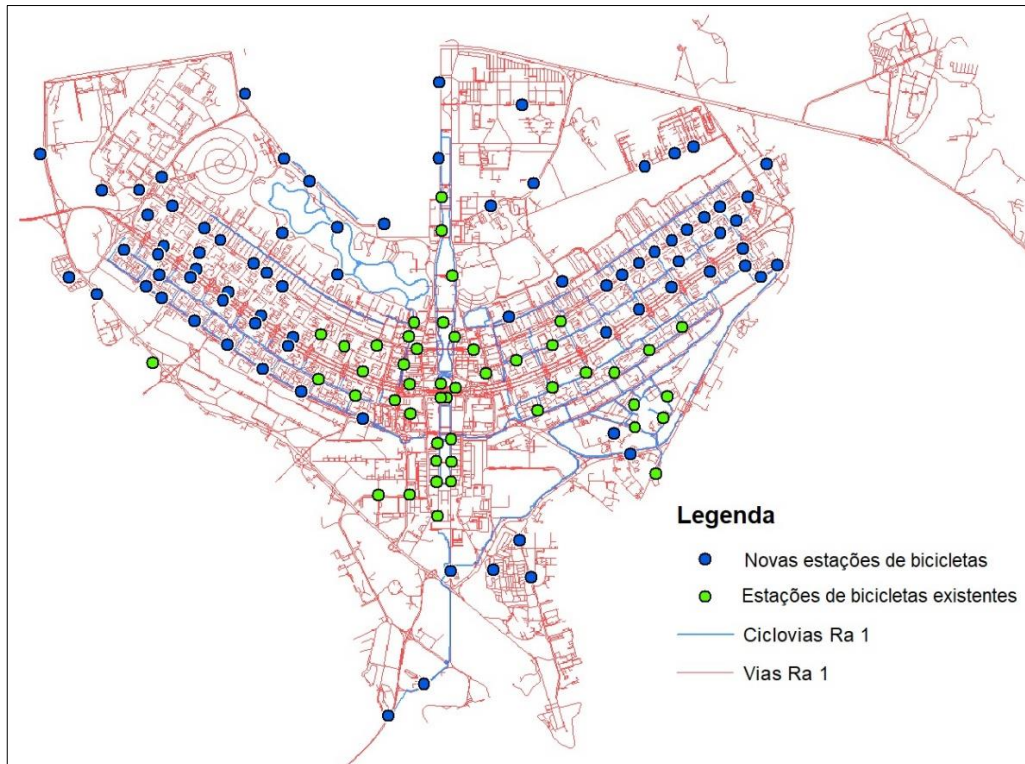 Legenda
Novas estações de bicicletas
Estações de bicicletas existentes
Ciclovias Ra 1
Vias Ra 1